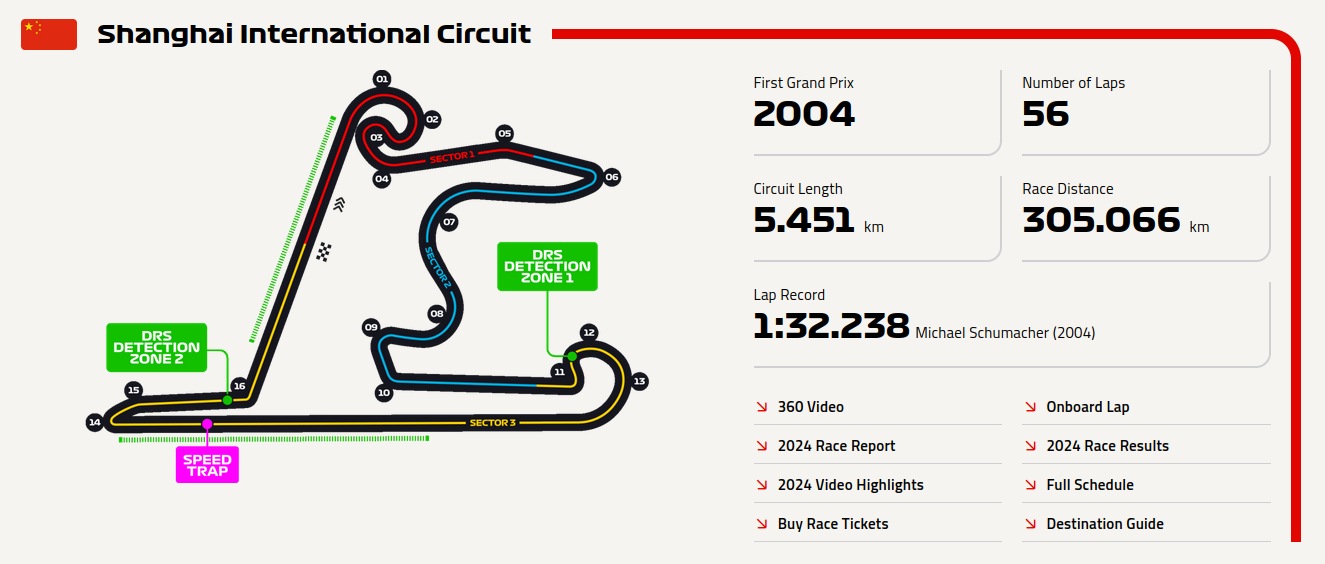 Shanghai International Circuit
01
02
03
04
SECTOR 1
05
06
07
SECTOR 2
08
09
10
DRS
DETECTION
ZONE 1
11
12
13
DRS
DETECTION
ZONE 2
14
15
16
SECTOR 3
SPEED
TRAP
First Grand Prix
2004
Number of Laps
56
Circuit Length
5.451 km
Race Distance
305.066 km
Lap Record
1:32.238 Michael Schumacher (2004)
360 Video
Onboard Lap
2024 Race Report
2024 Race Results
2024 Video Highlights
Full Schedule
Buy Race Tickets
Destination Guide